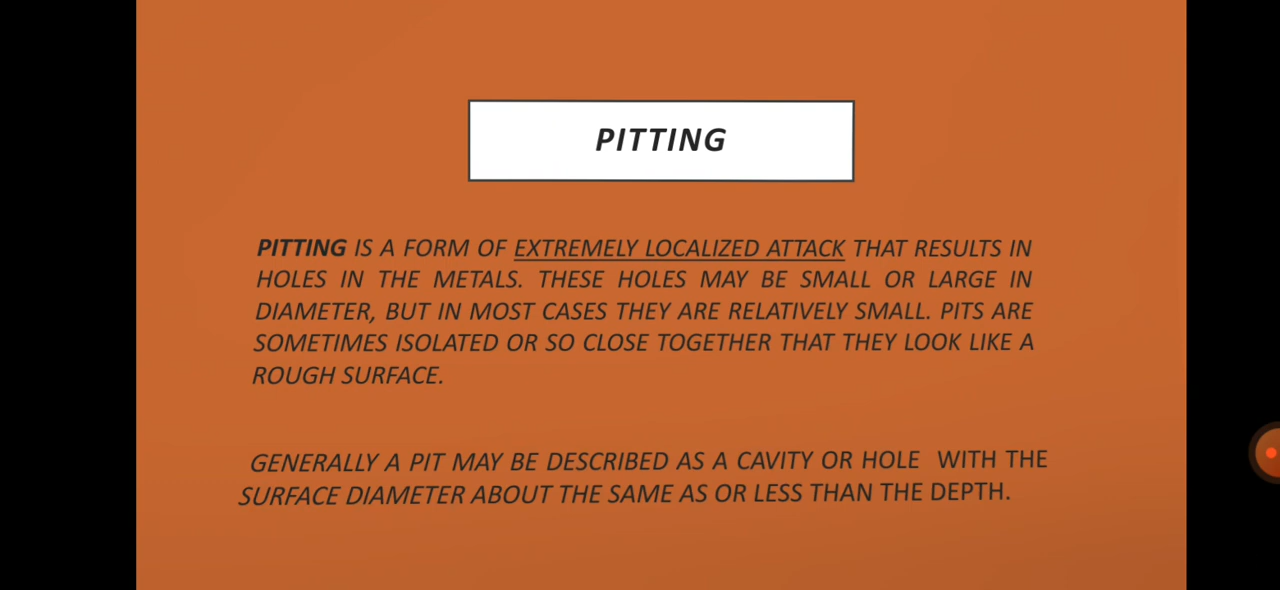 PITTING
PITTING IS A FORM OF EXTREMELY LOCALIZED ATTACK THAT RESULTS IN
HOLES IN THE METALS. THESE HOLES MAY BE SMALL OR LARGE IN
DIAMETER, BUT IN MOST CASES THEY ARE RELATIVELY SMALL. PITS ARE
SOMETIMES ISOLATED OR SO CLOSE TOGETHER THAT THEY LOOK LIKE A
ROUGH SURFACE.
GENERALLY A PIT MAY BE DESCRIBED AS A CAVITY OR HOLE WITH THE
SURFACE DIAMETER ABOUT THE SAME AS OR LESS THAN THE DEPTH.